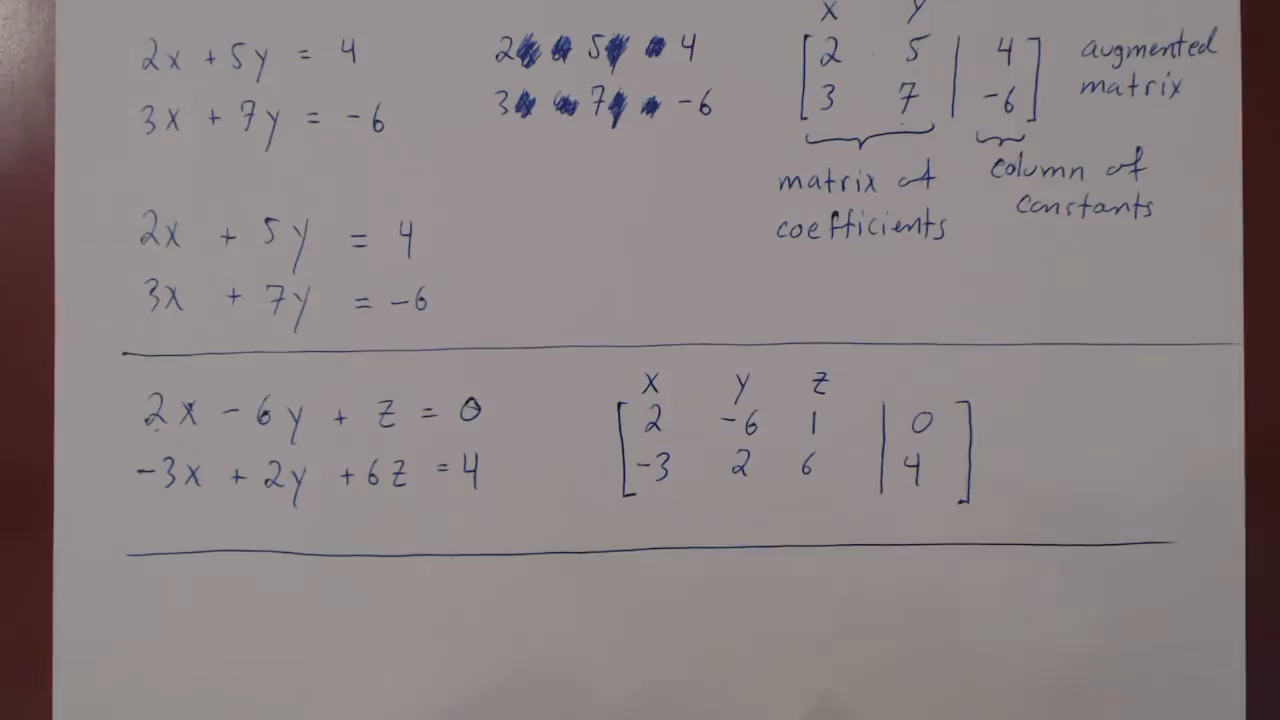 2x + 5y = 4
3x + 7y = -6
2 5 4
3 7 -6
x y
[2 5 | 4]
[3 7 | -6]
augmented
matrix
matrix of
coefficients
column of
constants
2x + 5y = 4
3x + 7y = -6
2x - 6y + z = 0
-3x + 2y + 6z = 4
x y z
[2 -6 1 | 0]
[-3 2 6 | 4]